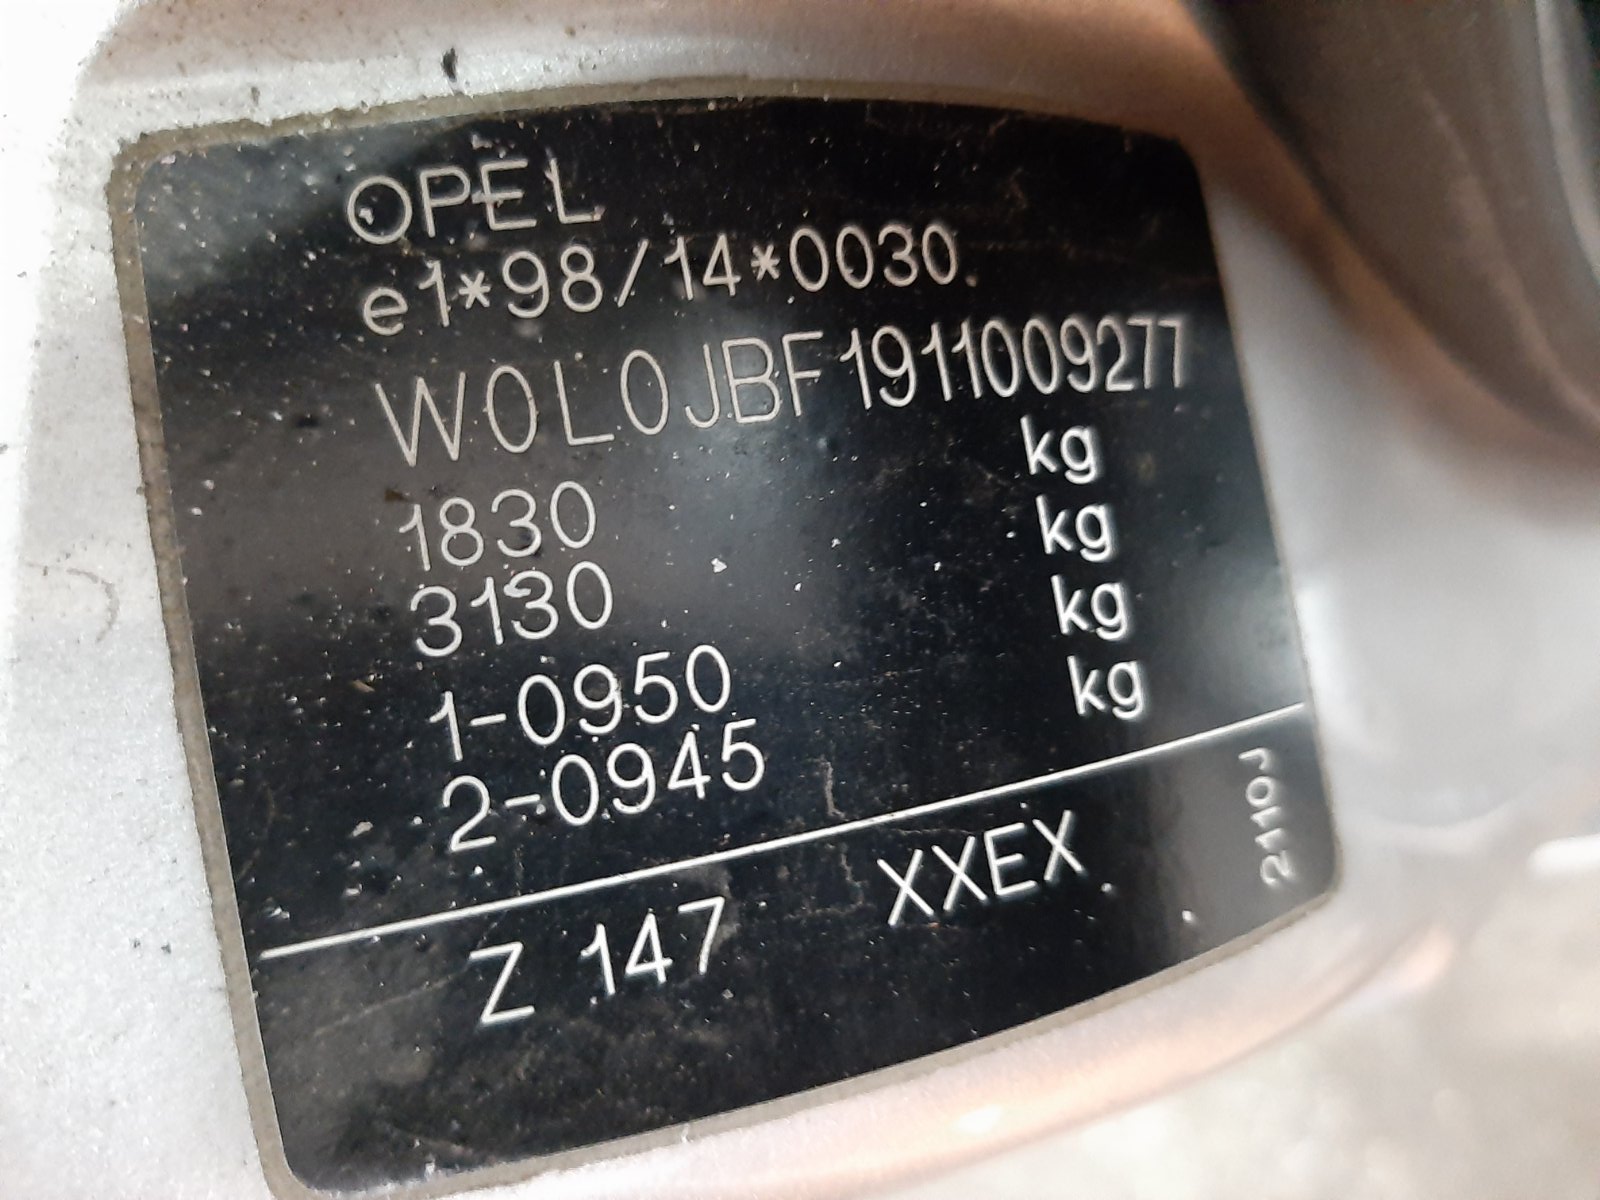 OPEL
e1*98/14*0030
W0L0JBF1911009277
1830 kg
3130 kg
1-0950 kg
2-0945 kg
Z 147 XXEX
2110J